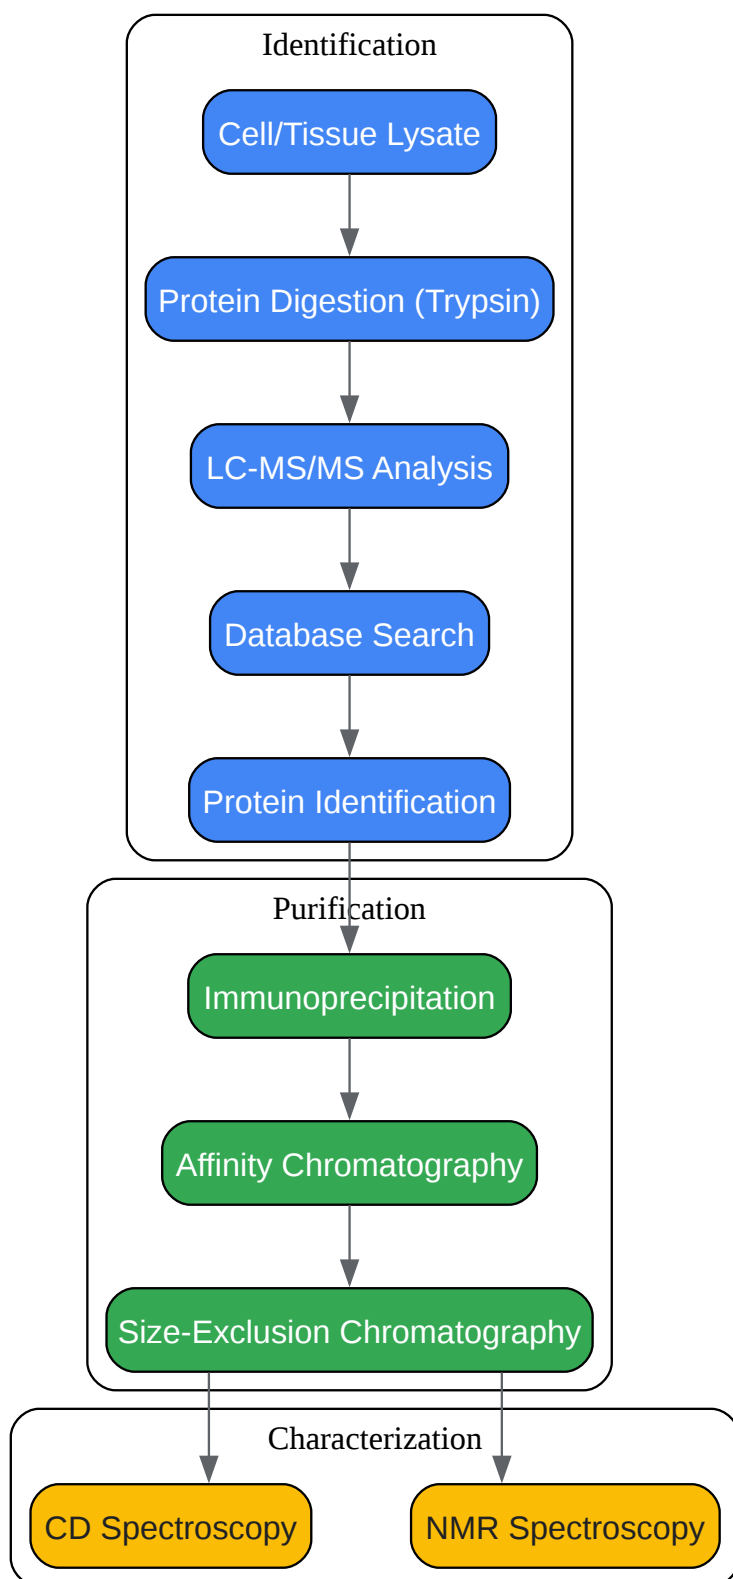 Identification
Cell/Tissue Lysate
Protein Digestion (Trypsin)
LC-MS/MS Analysis
Database Search
Protein Identification
Purification
Immunoprecipitation
Affinity Chromatography
Size-Exclusion Chromatography
Characterization
CD Spectroscopy
NMR Spectroscopy